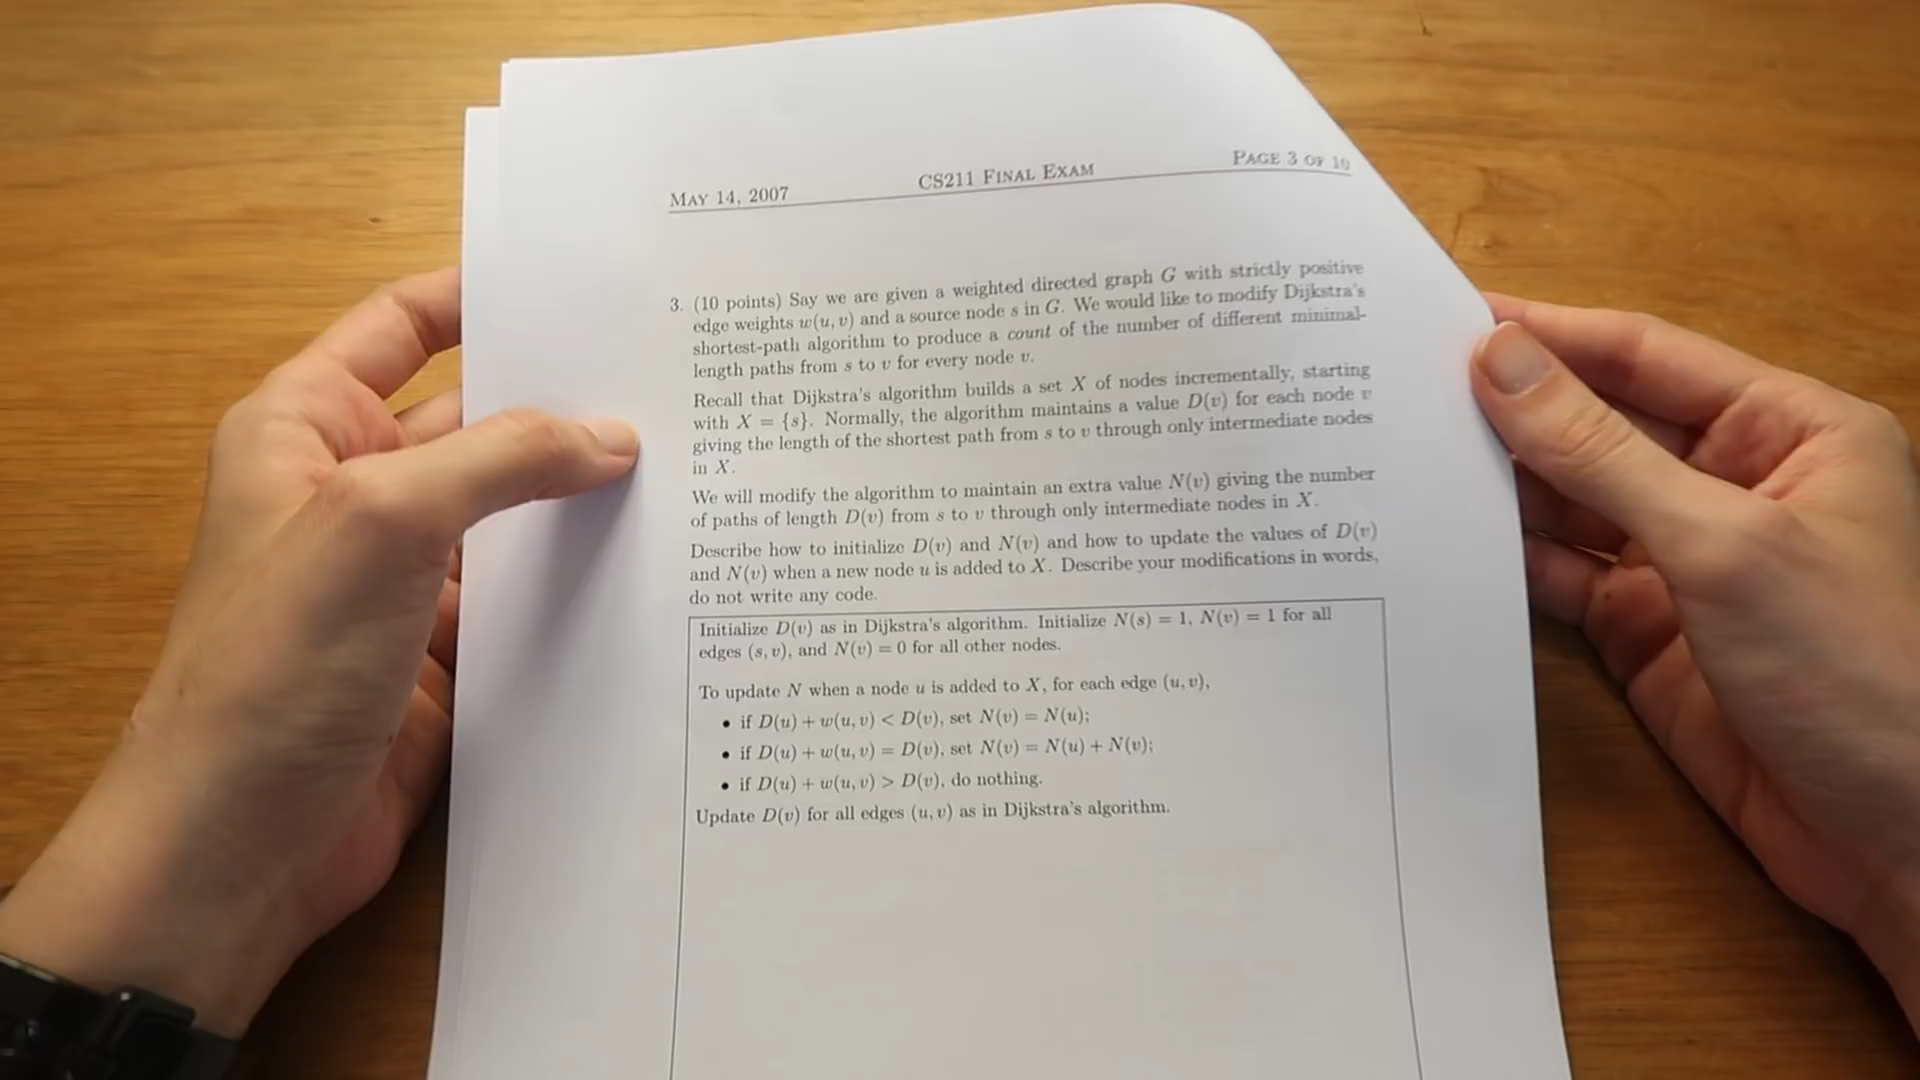 MAY 14, 2007 CS211 FINAL EXAM PAGE 3 OF 10
3. (10 points) Say we are given a weighted directed graph G with strictly positive
edge weights w(u, v) and a source node s in G. We would like to modify Dijkstra's
shortest-path algorithm to produce a count of the number of different minimal-
length paths from s to v for every node v.
Recall that Dijkstra's algorithm builds a set X of nodes incrementally, starting
with X = {s}. Normally, the algorithm maintains a value D(v) for each node v
giving the length of the shortest path from s to v through only intermediate nodes
in X.
We will modify the algorithm to maintain an extra value N(v) giving the number
of paths of length D(v) from s to v through only intermediate nodes in X.
Describe how to initialize D(v) and N(v) and how to update the values of D(v)
and N(v) when a new node u is added to X. Describe your modifications in words,
do not write any code.
Initialize D(v) as in Dijkstra's algorithm. Initialize N(s) = 1, N(v) = 1 for all
edges (s, v), and N(v) = 0 for all other nodes.
To update N when a node u is added to X, for each edge (u, v),
• if D(u) + w(u, v) < D(v), set N(v) = N(u);
• if D(u) + w(u, v) = D(v), set N(v) = N(u) + N(v);
• if D(u) + w(u, v) > D(v), do nothing.
Update D(v) for all edges (u, v) as in Dijkstra's algorithm.